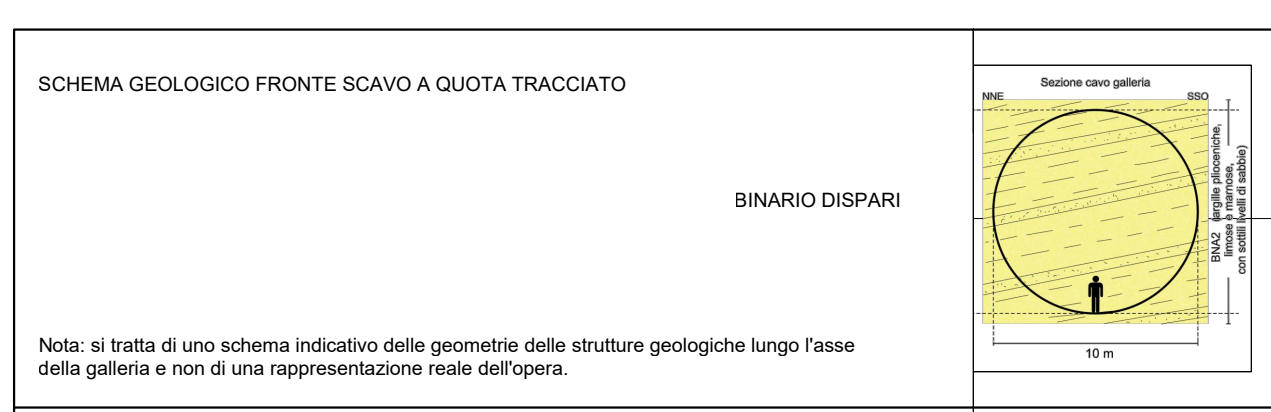 SCHEMA GEOLOGICO FRONTE SCAVO A QUOTA TRACCIATO
BINARIO DISPARI
Nota: si tratta di uno schema indicativo delle geometrie delle strutture geologiche lungo l'asse
della galleria e non di una rappresentazione reale dell'opera.
Sezione cavo galleria
NNE
SSO
BNA2 (argille plioceniche,
limose e marnose,
con sottili livelli di sabbie)
10 m